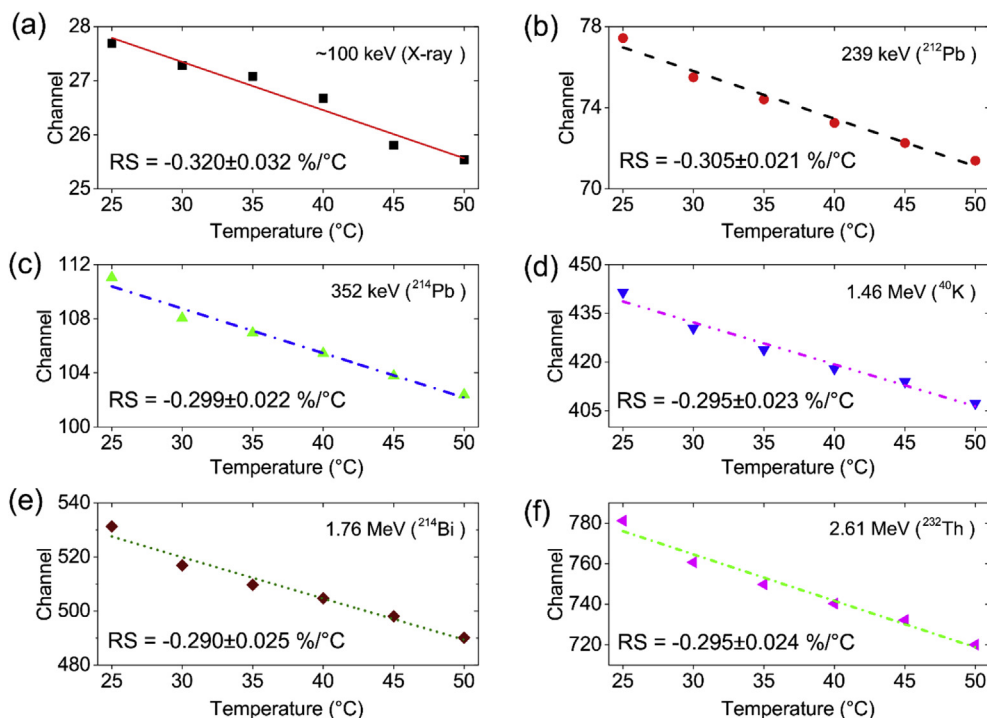 (a)
28
27
26
25
Channel
~100 keV (X-ray)
RS = -0.320±0.032 %/°C
25 30 35 40 45 50
Temperature (°C)
(b)
78
74
70
Channel
239 keV (²¹²Pb )
RS = -0.305±0.021 %/°C
25 30 35 40 45 50
Temperature (°C)
(c)
112
108
104
100
Channel
352 keV (²¹⁴Pb )
RS = -0.299±0.022 %/°C
25 30 35 40 45 50
Temperature (°C)
(d)
450
435
420
405
Channel
1.46 MeV (⁴⁰K )
RS = -0.295±0.023 %/°C
25 30 35 40 45 50
Temperature (°C)
(e)
540
520
500
480
Channel
1.76 MeV (²¹⁴Bi )
RS = -0.290±0.025 %/°C
25 30 35 40 45 50
Temperature (°C)
(f)
780
760
740
720
Channel
2.61 MeV (²³²Th )
RS = -0.295±0.024 %/°C
25 30 35 40 45 50
Temperature (°C)